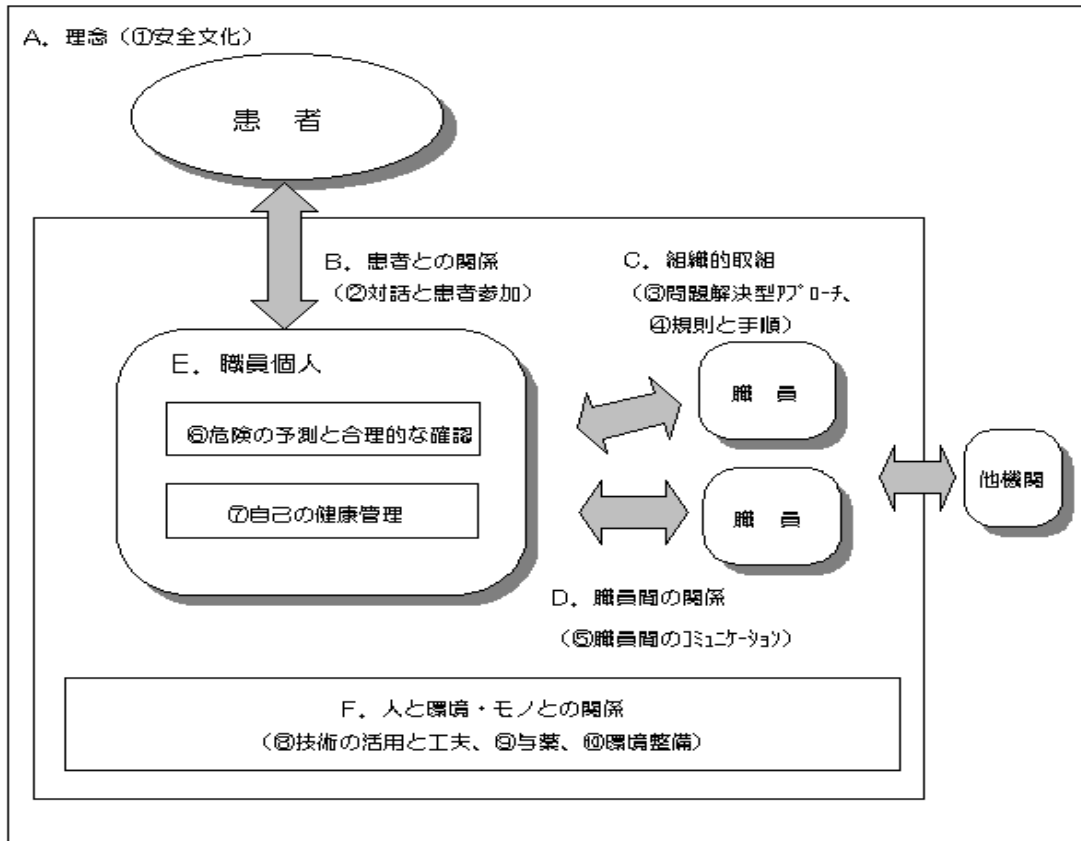 A．理念（①安全文化）
患　者
B．患者との関係
（②対話と患者参加）
C．組織的取組
（③問題解決型ｱﾌﾟﾛｰﾁ、
④規則と手順）
E．職員個人
⑥危険の予測と合理的な確認
⑦自己の健康管理
職　員
職　員
他機関
D．職員間の関係
（⑤職員間のｺﾐｭﾆｹｰｼｮﾝ）
F．人と環境・モノとの関係
（⑧技術の活用と工夫、⑨与薬、⑩環境整備）